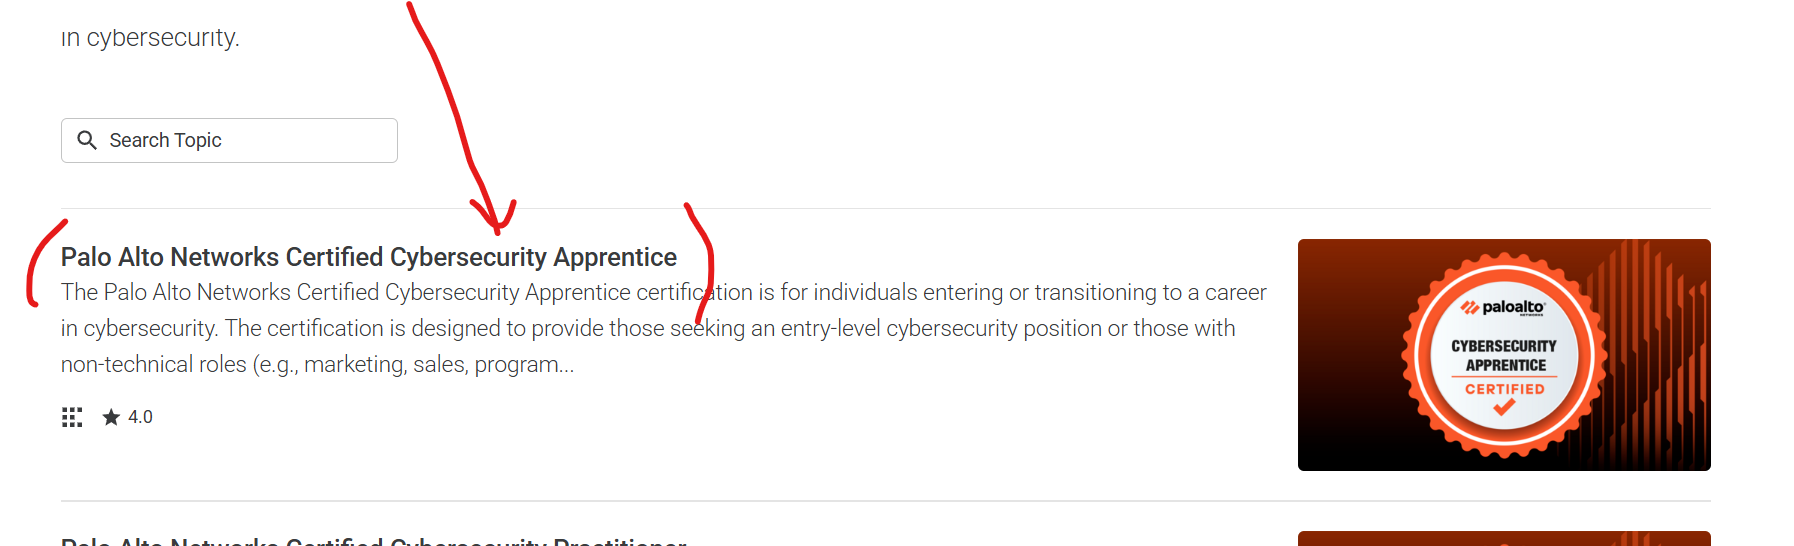 in cybersecurity.
Search Topic
Palo Alto Networks Certified Cybersecurity Apprentice
The Palo Alto Networks Certified Cybersecurity Apprentice certification is for individuals entering or transitioning to a career
in cybersecurity. The certification is designed to provide those seeking an entry-level cybersecurity position or those with
non-technical roles (e.g., marketing, sales, program...
4.0
paloalto
NETWORKS
CYBERSECURITY
APPRENTICE
CERTIFIED
Palo Alto Networks Certified Cybersecurity Practitioner